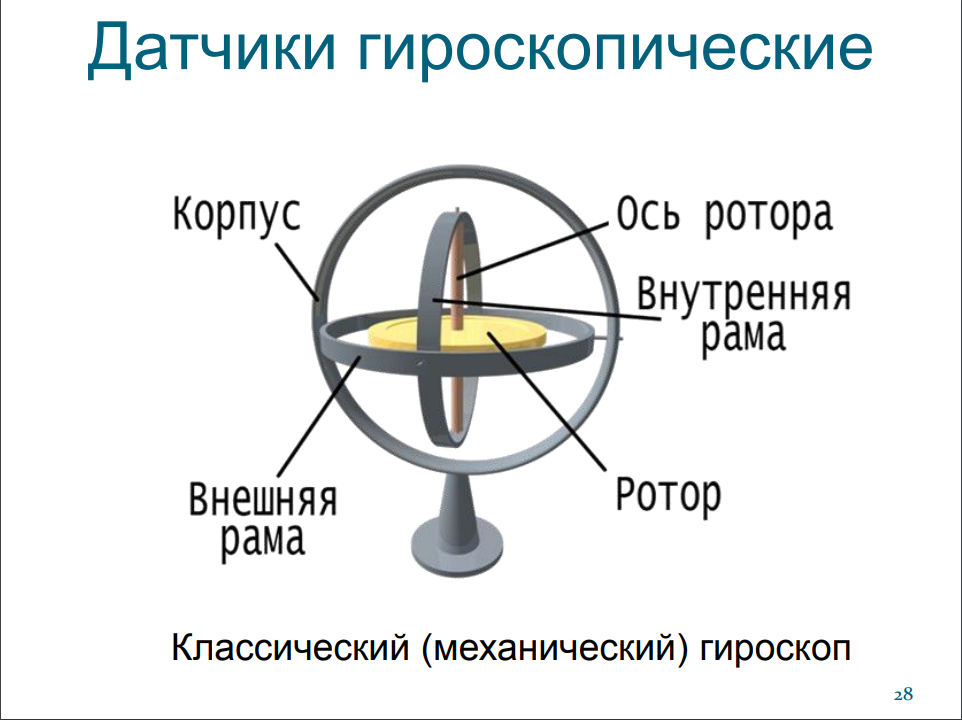 Датчики гироскопические
Корпус
Ось ротора
Внутренняя
рама
Внешняя
рама
Ротор
Классический (механический) гироскоп
28